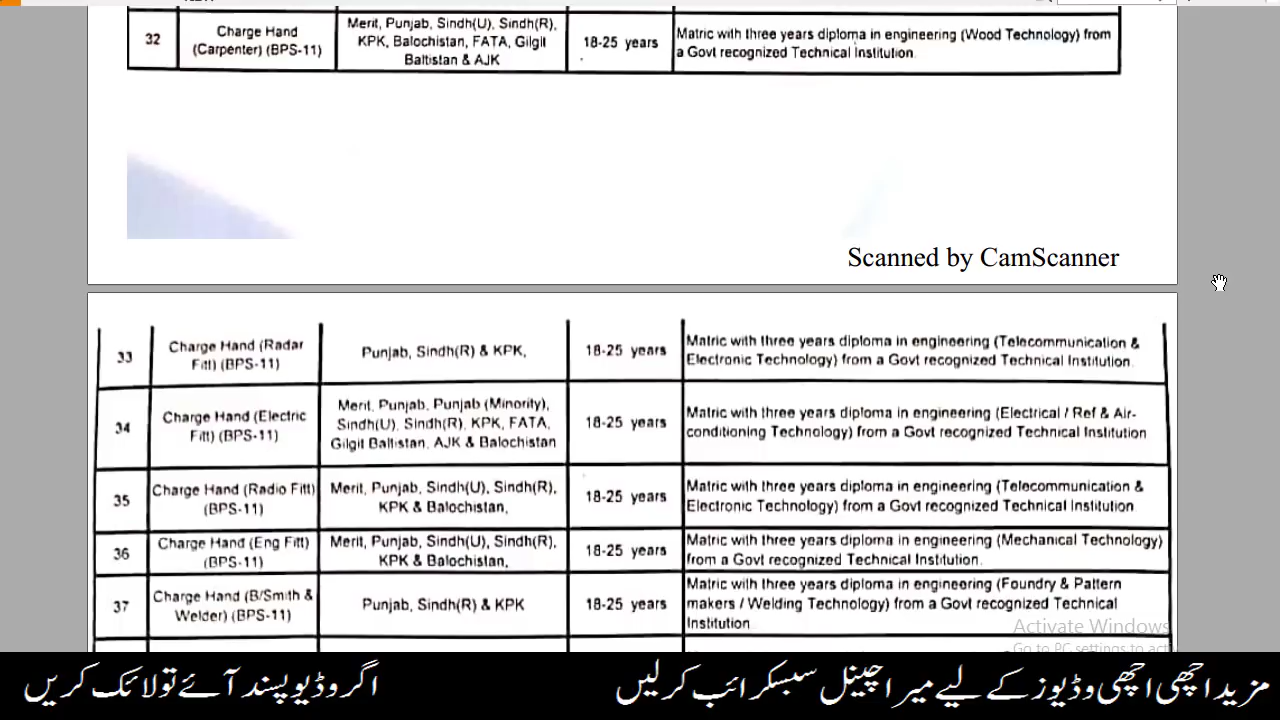 32
Charge Hand
(Carpenter) (BPS-11)
Merit, Punjab, Sindh(U), Sindh(R),
KPK, Balochistan, FATA, Gilgit
Baltistan & AJK
18-25 years
Matric with three years diploma in engineering (Wood Technology) from
a Govt recognized Technical Institution.
Scanned by CamScanner
33
Charge Hand (Radar
Fitt) (BPS-11)
Punjab, Sindh(R) & KPK,
18-25 years
Matric with three years diploma in engineering (Telecommunication &
Electronic Technology) from a Govt recognized Technical Institution.
34
Charge Hand (Electric
Fitt) (BPS-11)
Merit, Punjab, Punjab (Minority),
Sindh(U), Sindh(R), KPK, FATA,
Gilgit Baltistan, AJK & Balochistan
18-25 years
Matric with three years diploma in engineering (Electrical / Ref & Air-
conditioning Technology) from a Govt recognized Technical Institution
35
Charge Hand (Radio Fitt)
(BPS-11)
Merit, Punjab, Sindh(U), Sindh(R),
KPK & Balochistan,
18-25 years
Matric with three years diploma in engineering (Telecommunication &
Electronic Technology) from a Govt recognized Technical Institution
36
Charge Hand (Eng Fitt)
(BPS-11)
Merit, Punjab, Sindh(U), Sindh(R),
KPK & Balochistan,
18-25 years
Matric with three years diploma in engineering (Mechanical Technology)
from a Govt recognized Technical Institution.
37
Charge Hand (B/Smith &
Welder) (BPS-11)
Punjab, Sindh(R) & KPK
18-25 years
Matric with three years diploma in engineering (Foundry & Pattern
makers / Welding Technology) from a Govt recognized Technical
Institution
Activate Windows
Go to PC settings to
مزید اچھی اچھی وڈیوز کے لیے میرا چینل سبسکرائب کر لیں
اگر وڈیو پسند آئے تو لائک کریں